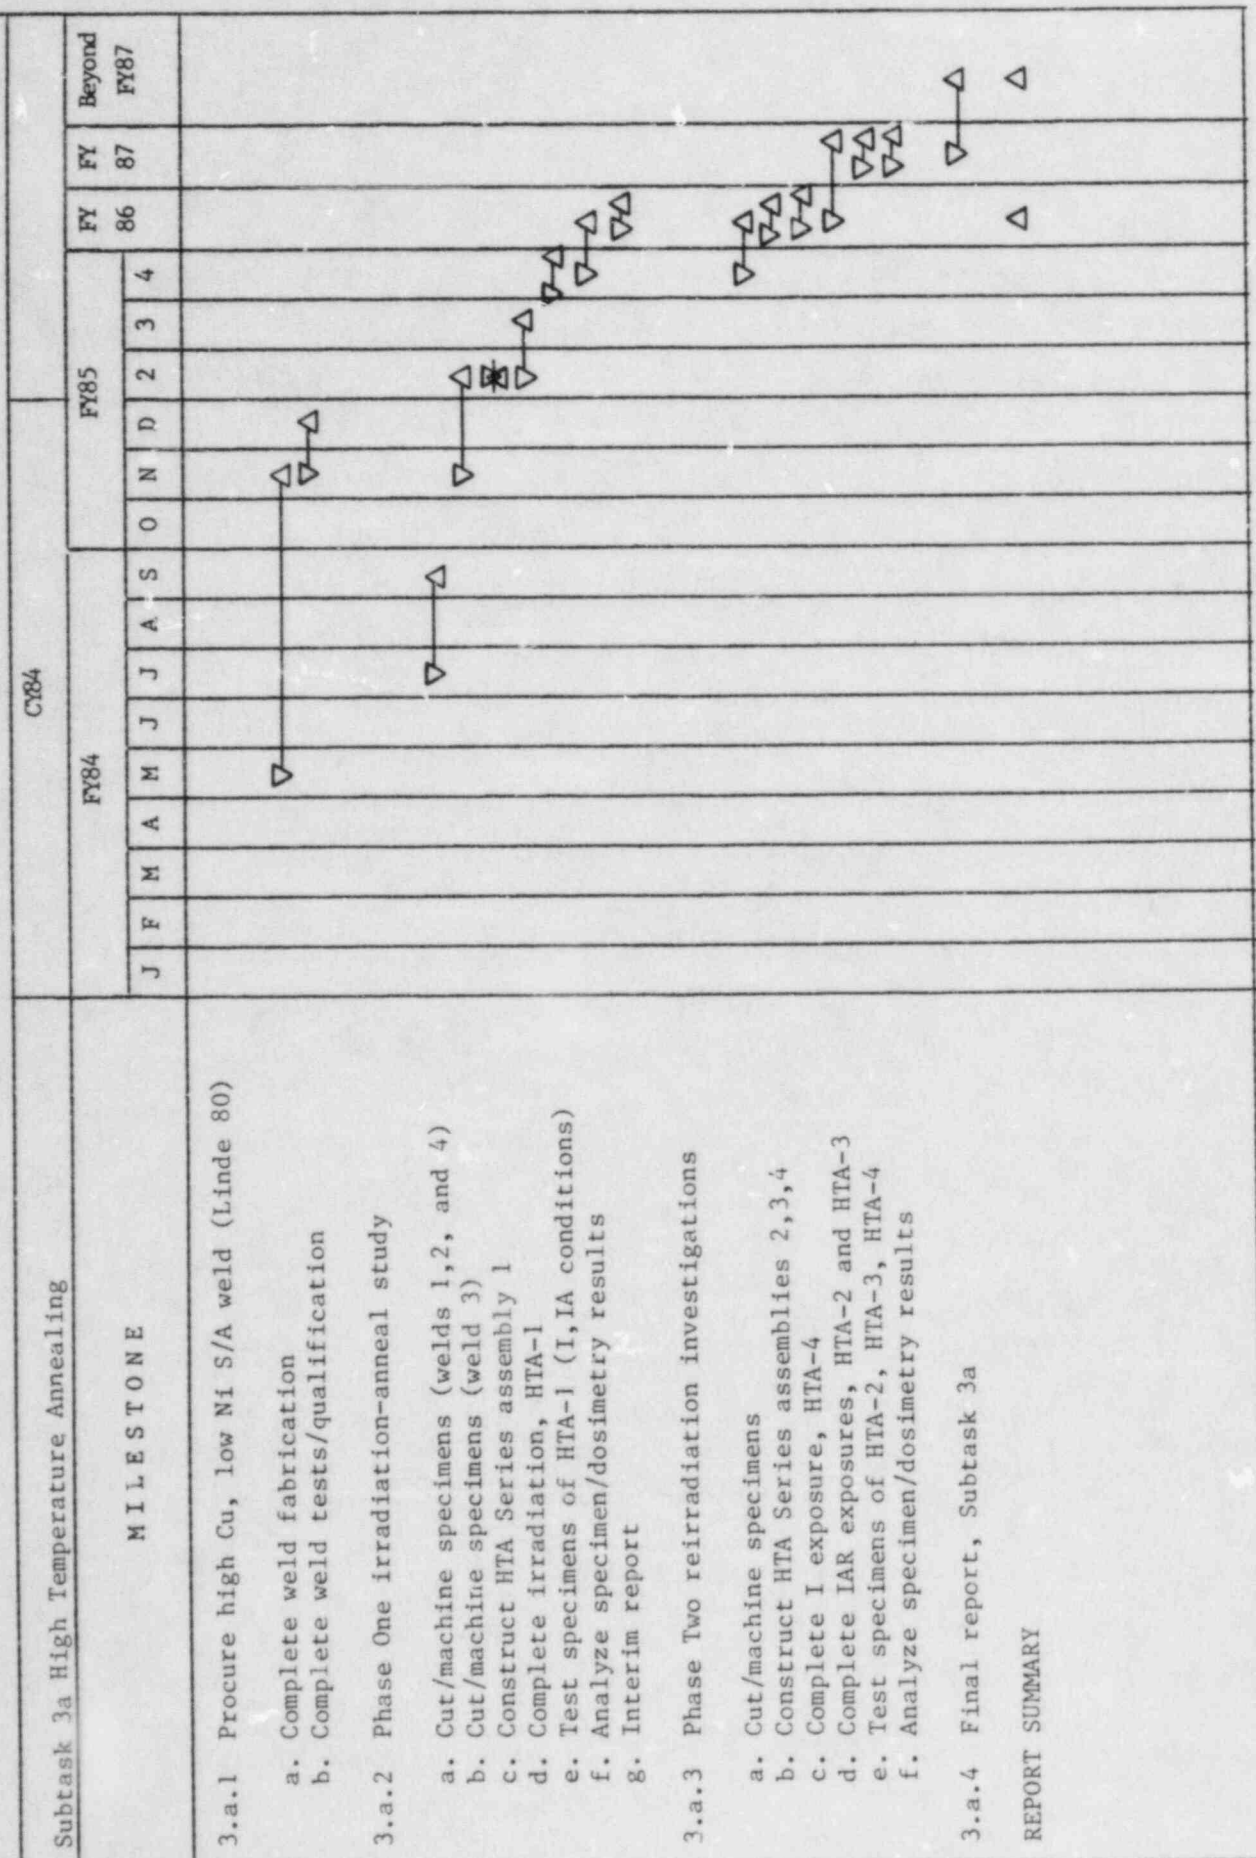 Subtask 3a High Temperature Annealing
MILESTONE
CY84
FY84 FY85 FY 86 FY 87 Beyond FY87
J F M A M J J A S O N D 2 3 4
3.a.1 Procure high Cu, low Ni S/A weld (Linde 80)
a. Complete weld fabrication
b. Complete weld tests/qualification
3.a.2 Phase One irradiation-anneal study
a. Cut/machine specimens (welds 1,2, and 4)
b. Cut/machine specimens (weld 3)
c. Construct HTA Series assembly 1
d. Complete irradiation, HTA-1
e. Test specimens of HTA-1 (I,IA conditions)
f. Analyze specimen/dosimetry results
g. Interim report
3.a.3 Phase Two reirradiation investigations
a. Cut/machine specimens
b. Construct HTA Series assemblies 2,3,4
c. Complete I exposure, HTA-4
d. Complete IAR exposures, HTA-2 and HTA-3
e. Test specimens of HTA-2, HTA-3, HTA-4
f. Analyze specimen/dosimetry results
3.a.4 Final report, Subtask 3a
REPORT SUMMARY